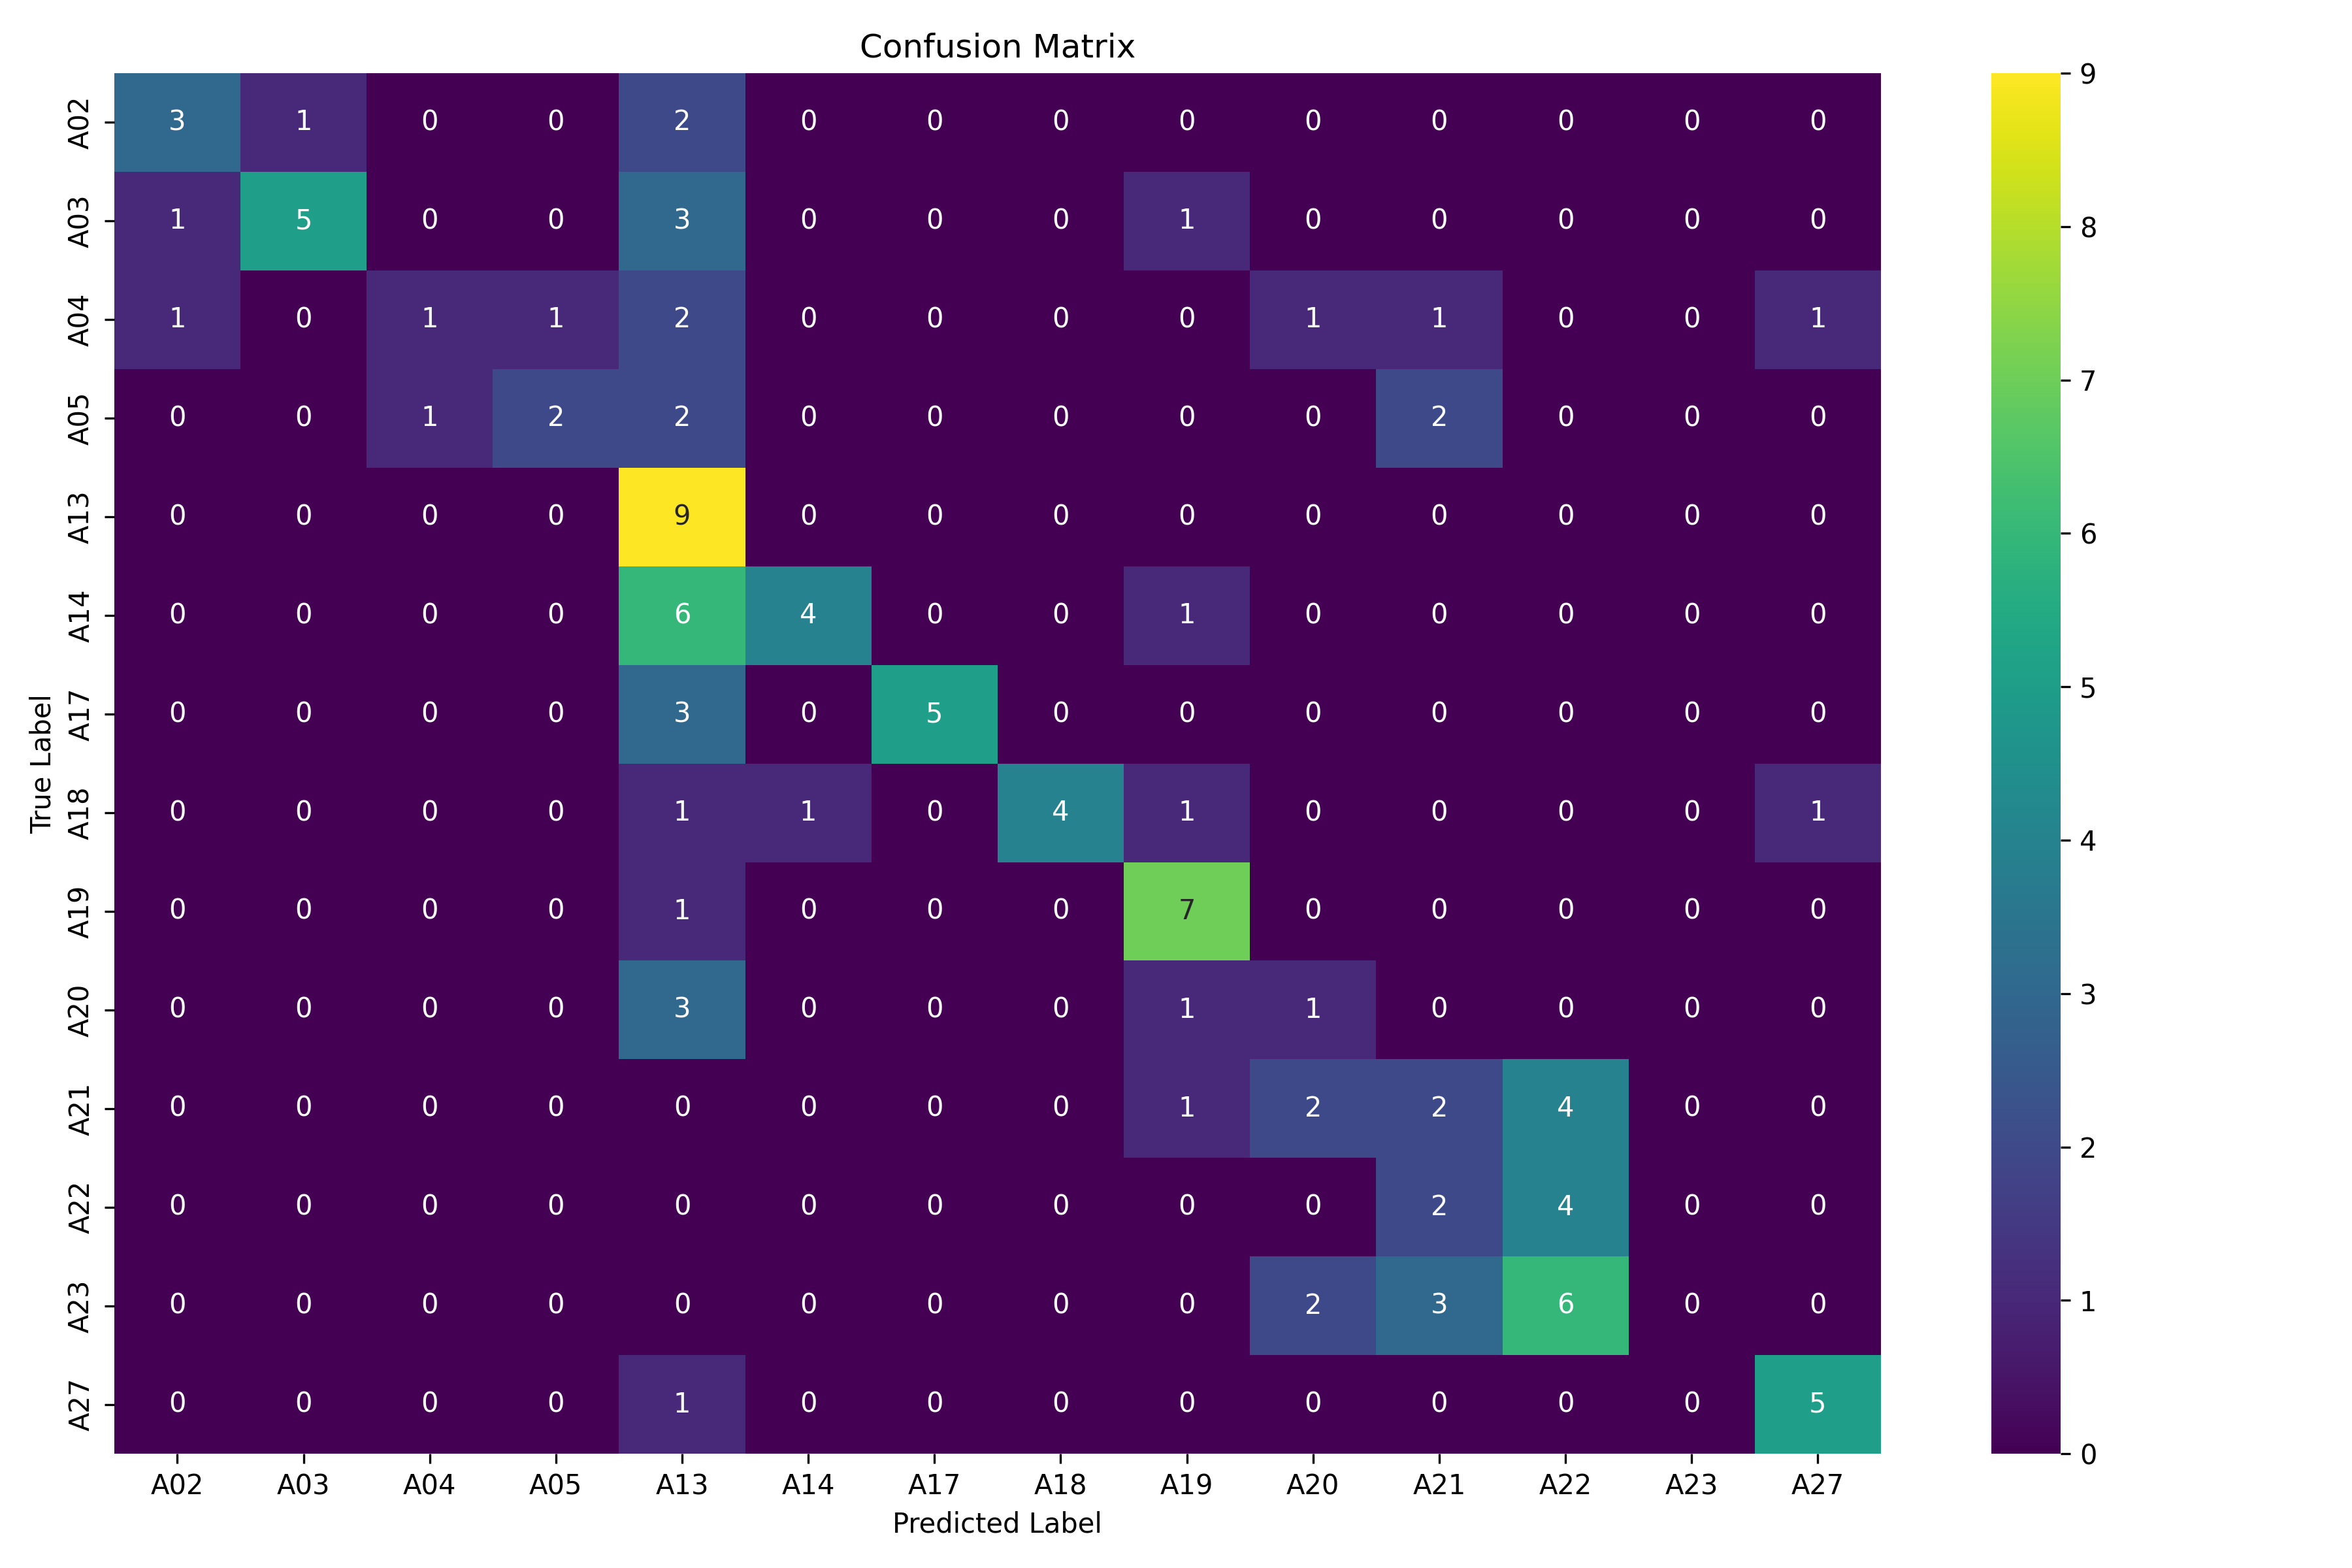 Confusion Matrix
A02 3 1 0 0 2 0 0 0 0 0 0 0 0 0
A03 1 5 0 0 3 0 0 0 1 0 0 0 0 0
A04 1 0 1 1 2 0 0 0 0 1 1 0 0 1
A05 0 0 1 2 2 0 0 0 0 0 2 0 0 0
A13 0 0 0 0 9 0 0 0 0 0 0 0 0 0
A14 0 0 0 0 6 4 0 0 1 0 0 0 0 0
A17 0 0 0 0 3 0 5 0 0 0 0 0 0 0
A18 0 0 0 0 1 1 0 4 1 0 0 0 0 1
A19 0 0 0 0 1 0 0 0 7 0 0 0 0 0
A20 0 0 0 0 3 0 0 0 1 1 0 0 0 0
A21 0 0 0 0 0 0 0 0 1 2 2 4 0 0
A22 0 0 0 0 0 0 0 0 0 0 2 4 0 0
A23 0 0 0 0 0 0 0 0 0 2 3 6 0 0
A27 0 0 0 0 1 0 0 0 0 0 0 0 0 5
A02 A03 A04 A05 A13 A14 A17 A18 A19 A20 A21 A22 A23 A27
Predicted Label
True Label
9
8
7
6
5
4
3
2
1
0